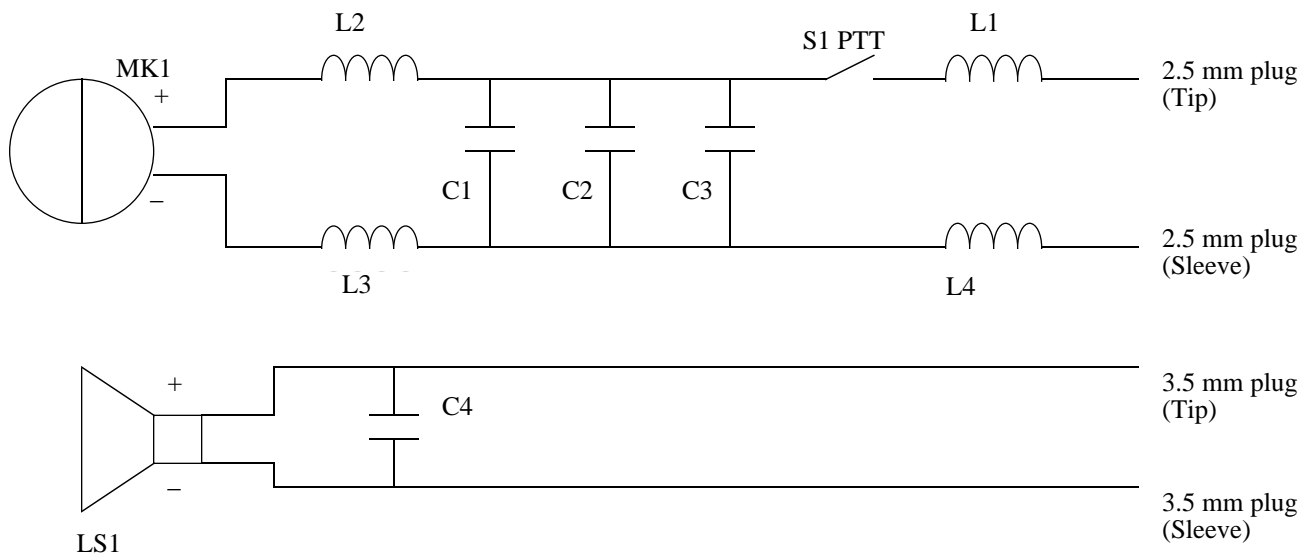 L2
L1
S1 PTT
MK1
+
2.5 mm plug
(Tip)
C1
C2
C3
–
2.5 mm plug
(Sleeve)
L3
L4
+
3.5 mm plug
(Tip)
C4
–
3.5 mm plug
(Sleeve)
LS1